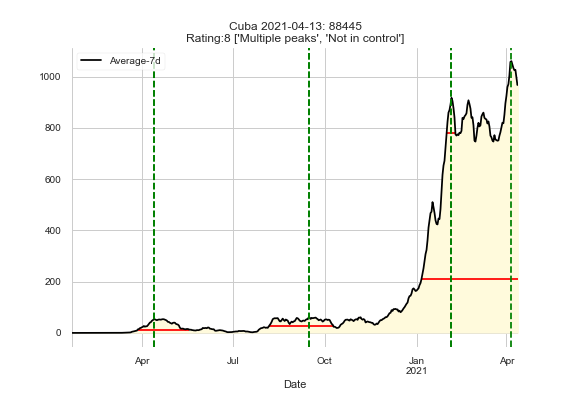 Cuba 2021-04-13: 88445
Rating:8 ['Multiple peaks', 'Not in control']
Average-7d
1000
800
600
400
200
0
Apr
Jul
Oct
Jan
2021
Apr
Date